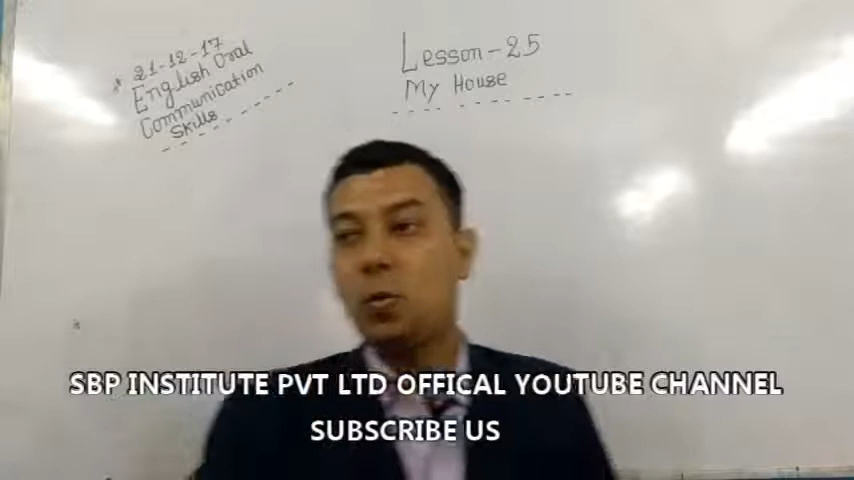 * 21-12-17
English Oral
Communication
Skills
Lesson-25
My House
SBP INSTITUTE PVT LTD OFFICAL YOUTUBE CHANNEL
SUBSCRIBE US